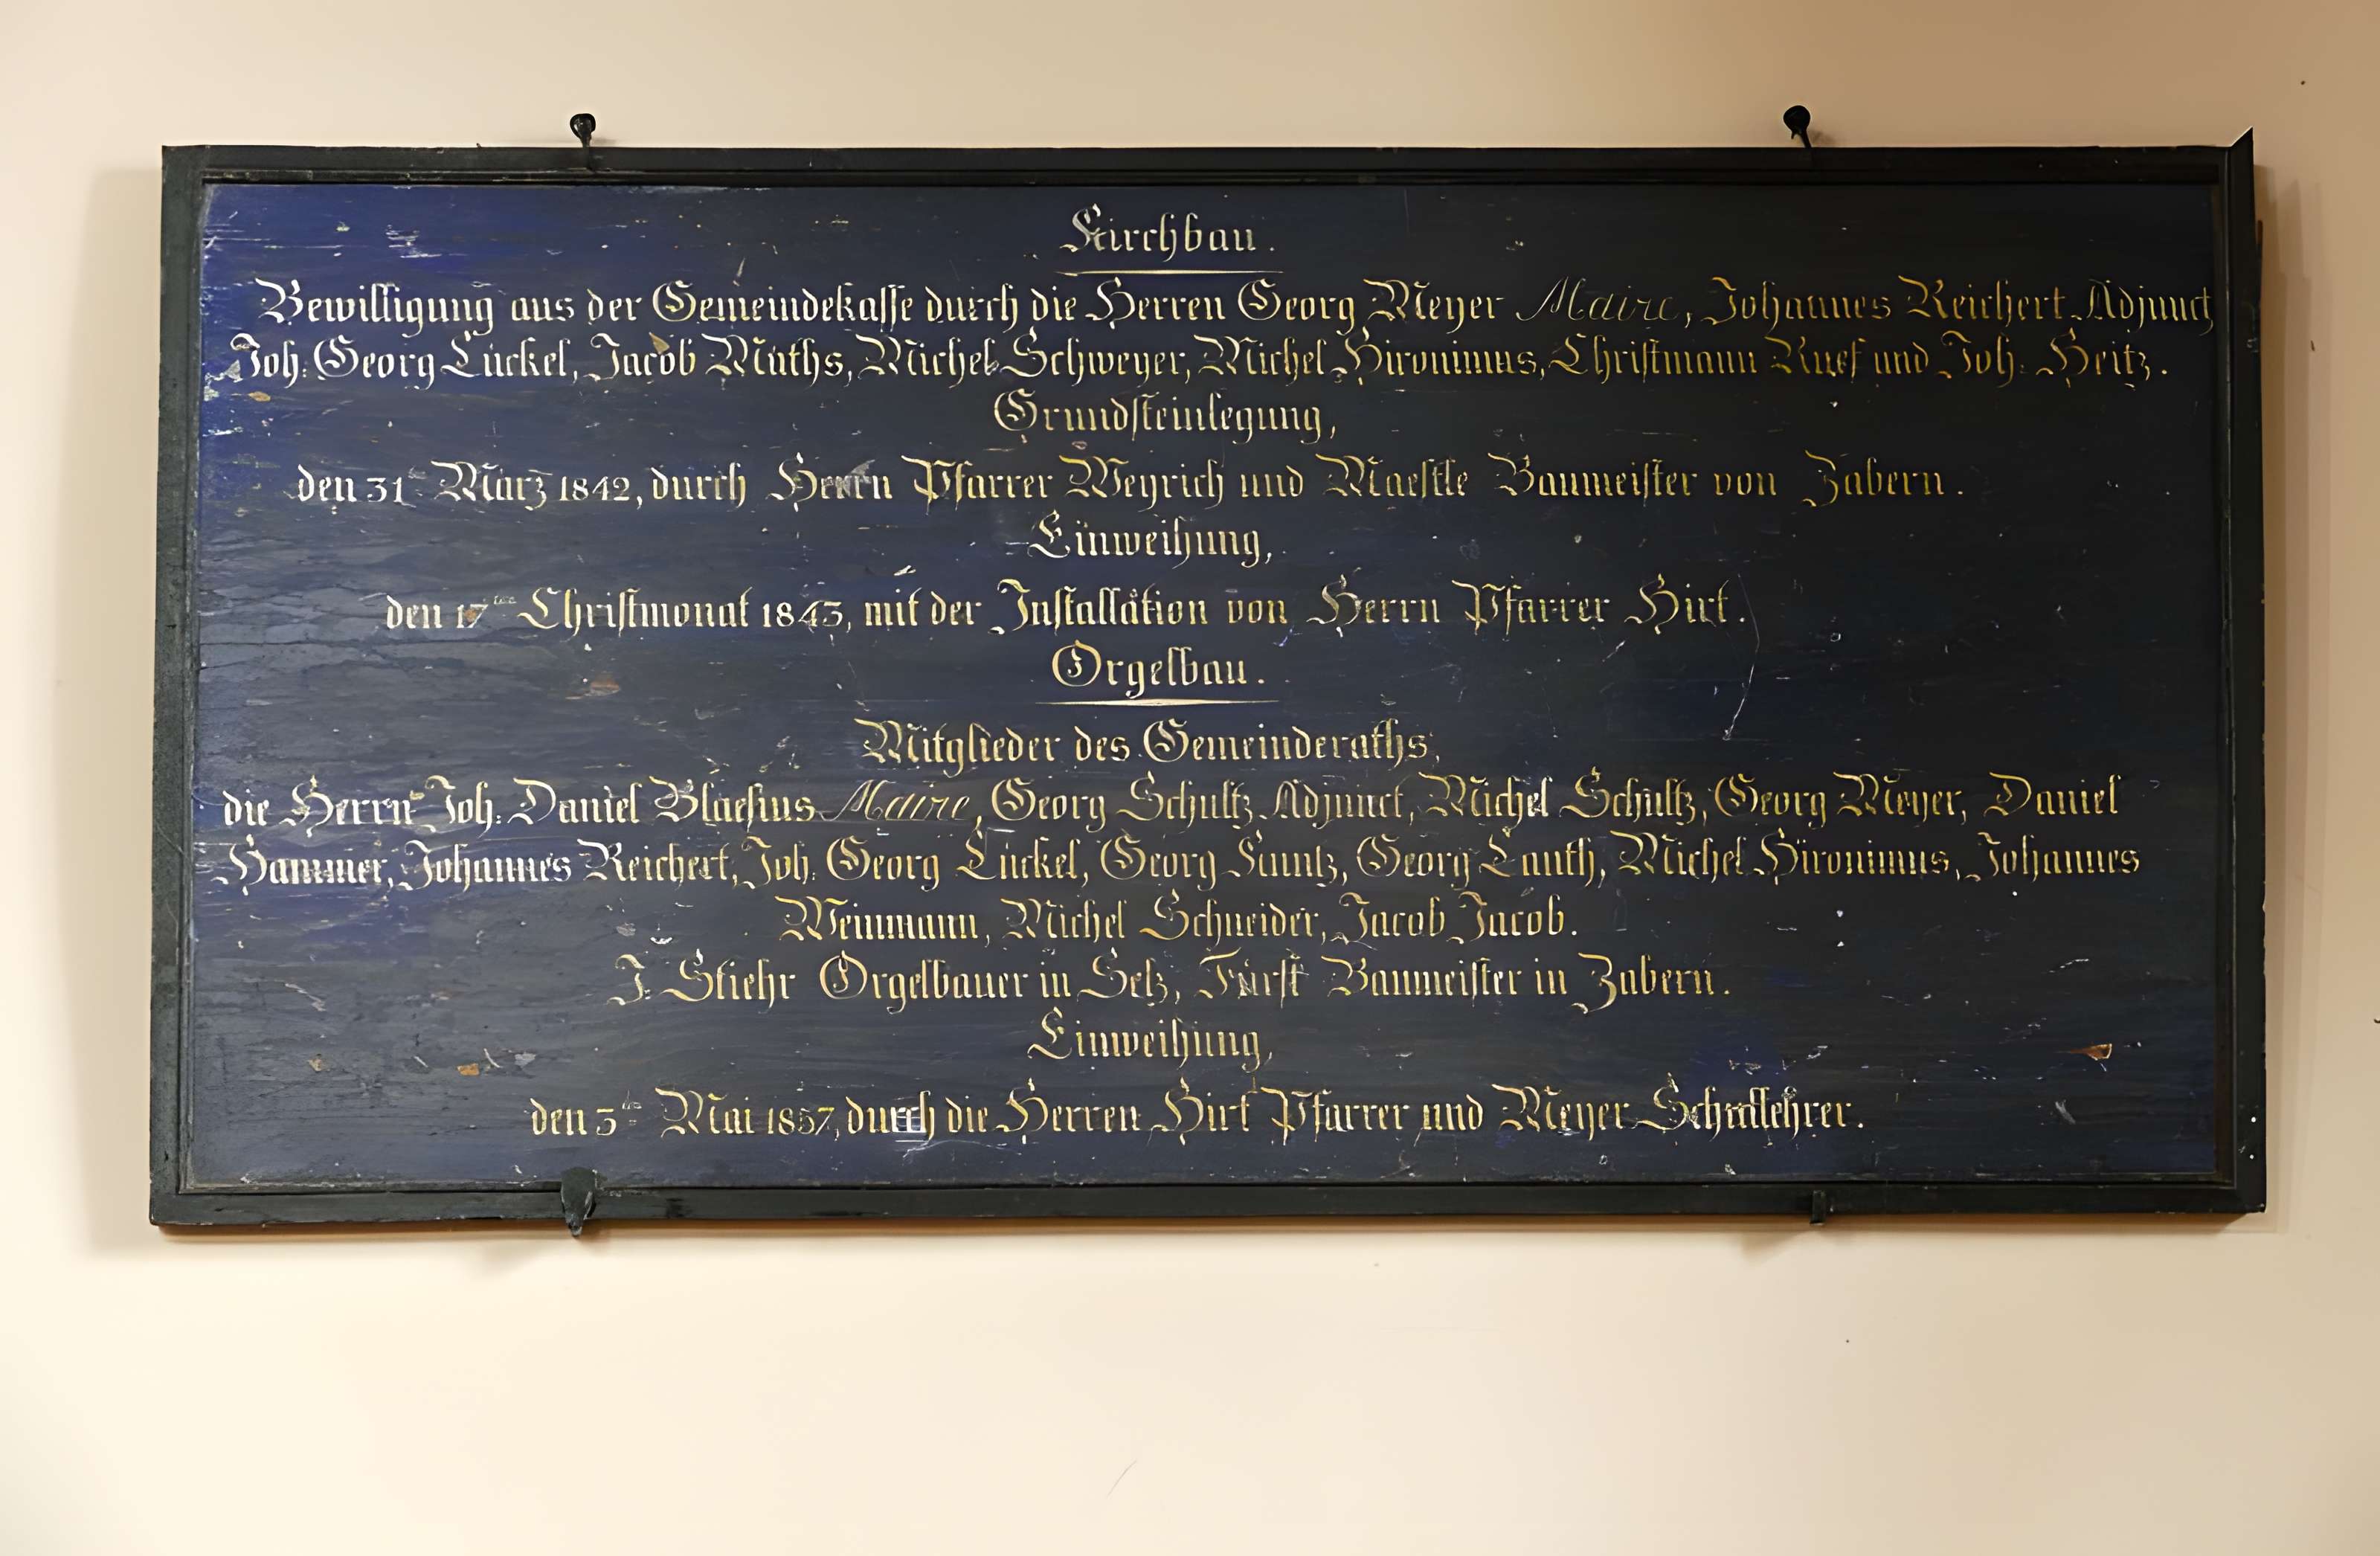 Kirchbau.
Bewilligung aus der Gemeindekasse durch die Herren Georg Meyer Maire, Johannes Reichert Adjunct
Joh. Georg Lückel, Jacob Muths, Michel Schweyer, Michel Hironimus, Christmann Ruef und Joh. Heitz.
Grundsteinlegung,
den 31ten März 1842, durch Herrn Pfarrer Weyrich und Maestle Baumeister von Zabern.
Einweihung,
den 17ten Christmonat 1843, mit der Installation von Herrn Pfarrer Hirt.
Orgelbau.
Mitglieder des Gemeinderaths,
die Herrn Joh. Daniel Blaesius Maire, Georg Schultz Adjunct, Michel Schultz, Georg Meyer, Daniel
Hammer, Johannes Reichert, Joh. Georg Lückel, Georg Kuntz, Georg Lauth, Michel Hironimus, Johannes
Weinmann, Michel Schneider, Jacob Jacob.
J. Stiehr Orgelbauer in Selz, Fürst Baumeister in Zabern.
Einweihung,
den 3ten Mai 1857, durch die Herren Hirt Pfarrer und Meyer Schullehrer.